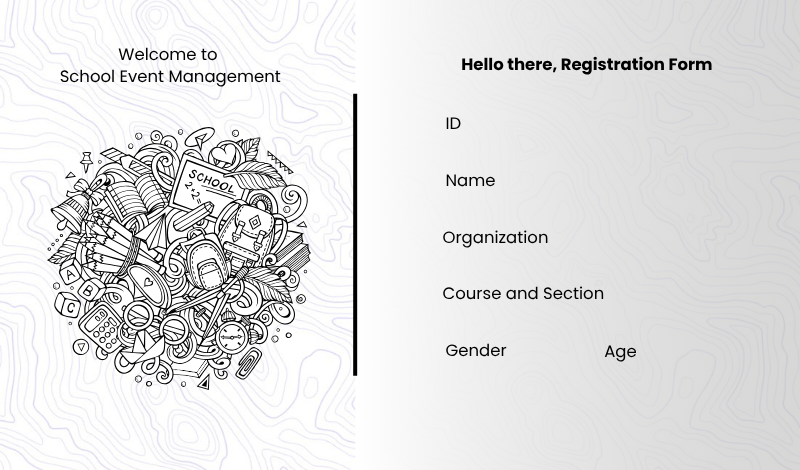 Welcome to
School Event Management
SCHOOL
2+2=
A
B
C
Hello there, Registration Form
ID
Name
Organization
Course and Section
Gender Age